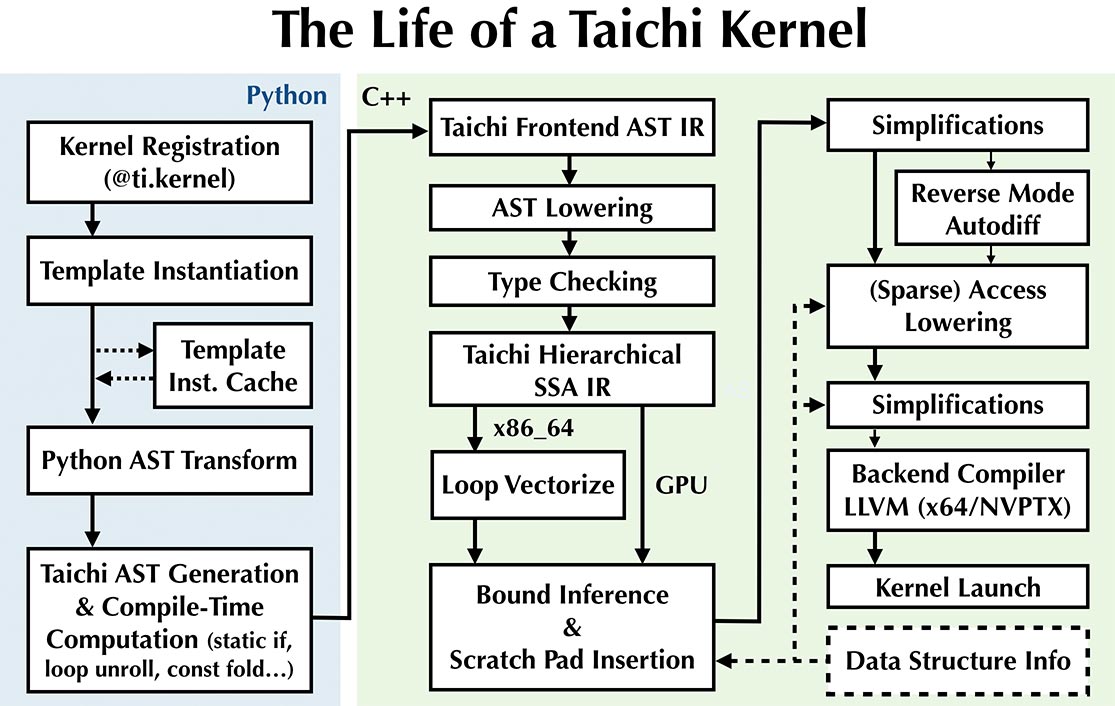 The Life of a Taichi Kernel
Python
Kernel Registration
(@ti.kernel)
Template Instantiation
Template
Inst. Cache
Python AST Transform
Taichi AST Generation
& Compile-Time
Computation (static if,
loop unroll, const fold...)
C++
Taichi Frontend AST IR
AST Lowering
Type Checking
Taichi Hierarchical
SSA IR
x86_64
Loop Vectorize
GPU
Bound Inference
&
Scratch Pad Insertion
Simplifications
Reverse Mode
Autodiff
(Sparse) Access
Lowering
Simplifications
Backend Compiler
LLVM (x64/NVPTX)
Kernel Launch
Data Structure Info